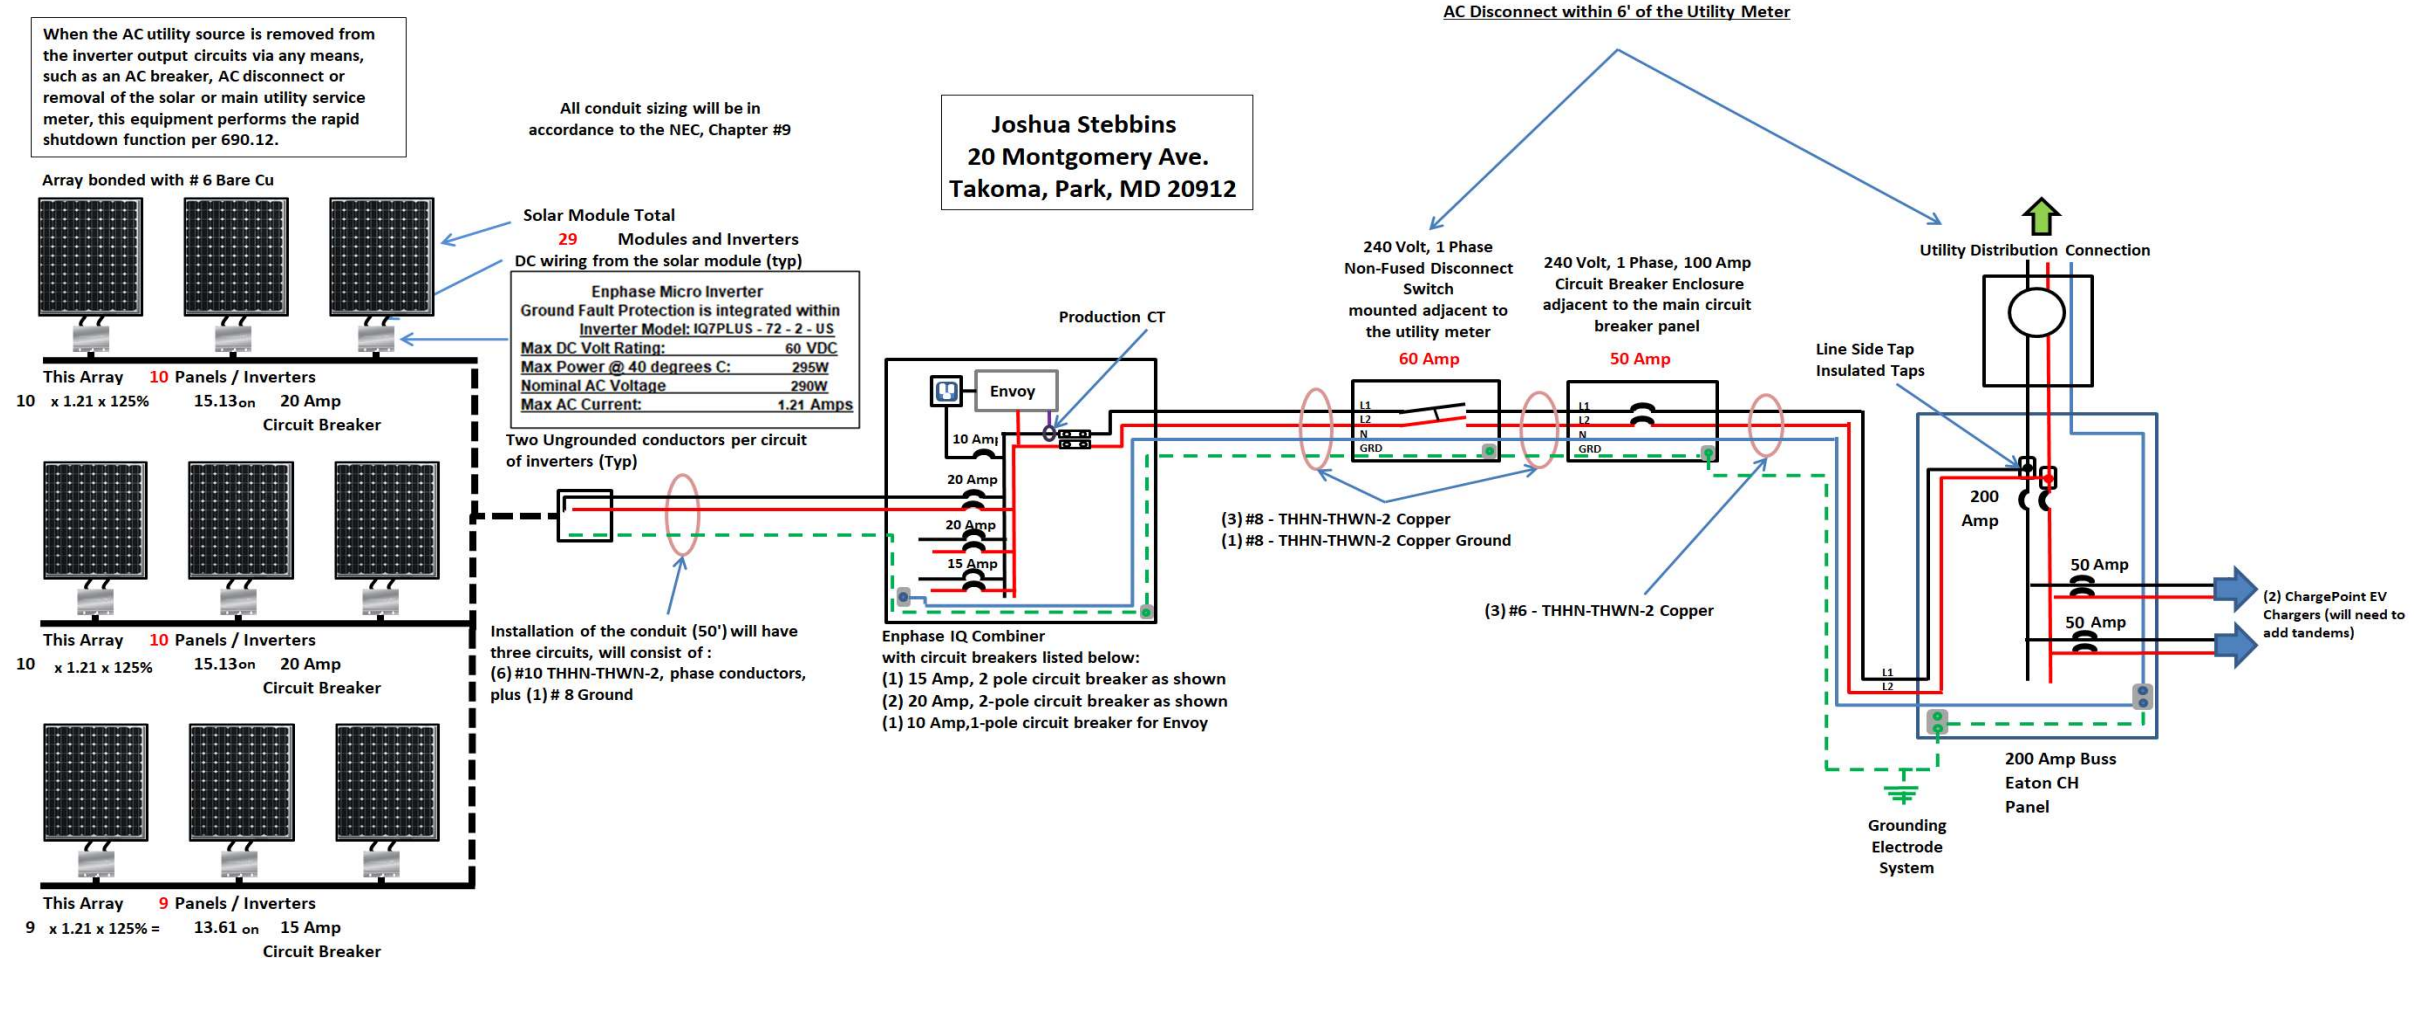 AC Disconnect within 6' of the Utility Meter
When the AC utility source is removed from
the inverter output circuits via any means,
such as an AC breaker, AC disconnect or
removal of the solar or main utility service
meter, this equipment performs the rapid
shutdown function per 690.12.
All conduit sizing will be in
accordance to the NEC, Chapter #9
Joshua Stebbins
20 Montgomery Ave.
Takoma, Park, MD 20912
Array bonded with # 6 Bare Cu
Solar Module Total
29 Modules and Inverters
DC wiring from the solar module (typ)
Enphase Micro Inverter
Ground Fault Protection is integrated within
Inverter Model: IQ7PLUS - 72 - 2 - US
Max DC Volt Rating: 60 VDC
Max Power @ 40 degrees C: 295W
Nominal AC Voltage 290W
Max AC Current: 1.21 Amps
Two Ungrounded conductors per circuit
of inverters (Typ)
This Array 10 Panels / Inverters
10 x 1.21 x 125% 15.13 on 20 Amp
Circuit Breaker
This Array 10 Panels / Inverters
10 x 1.21 x 125% 15.13 on 20 Amp
Circuit Breaker
This Array 9 Panels / Inverters
9 x 1.21 x 125% = 13.61 on 15 Amp
Circuit Breaker
Installation of the conduit (50') will have
three circuits, will consist of :
(6) #10 THHN-THWN-2, phase conductors,
plus (1) # 8 Ground
Production CT
Envoy
10 Amp
20 Amp
20 Amp
15 Amp
Enphase IQ Combiner
with circuit breakers listed below:
(1) 15 Amp, 2 pole circuit breaker as shown
(2) 20 Amp, 2-pole circuit breaker as shown
(1) 10 Amp,1-pole circuit breaker for Envoy
240 Volt, 1 Phase
Non-Fused Disconnect
Switch
mounted adjacent to
the utility meter
60 Amp
L1
L2
N
GRD
240 Volt, 1 Phase, 100 Amp
Circuit Breaker Enclosure
adjacent to the main circuit
breaker panel
50 Amp
L1
L2
N
GRD
(3) #8 - THHN-THWN-2 Copper
(1) #8 - THHN-THWN-2 Copper Ground
(3) #6 - THHN-THWN-2 Copper
Utility Distribution Connection
Line Side Tap
Insulated Taps
200
Amp
50 Amp
50 Amp
(2) ChargePoint EV
Chargers (will need to
add tandems)
L1
L2
200 Amp Buss
Eaton CH
Panel
Grounding
Electrode
System